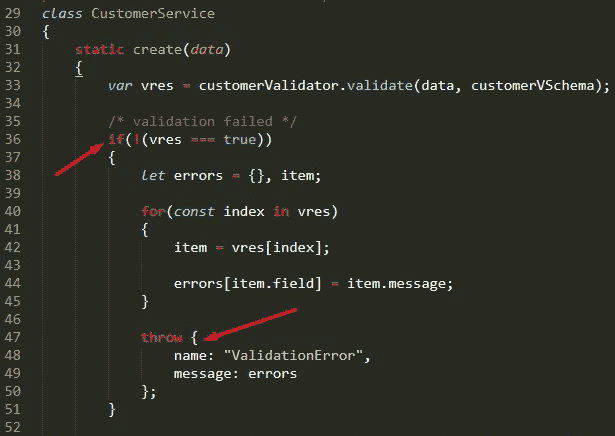 29 class CustomerService
30 {
31     static create(data)
32     {
33         var vres = customerValidator.validate(data, customerVSchema);
34
35         /* validation failed */
36         if(!(vres === true))
37         {
38             let errors = {}, item;
39
40             for(const index in vres)
41             {
42                 item = vres[index];
43
44                 errors[item.field] = item.message;
45             }
46
47             throw {
48                 name: "ValidationError",
49                 message: errors
50             };
51         }
52